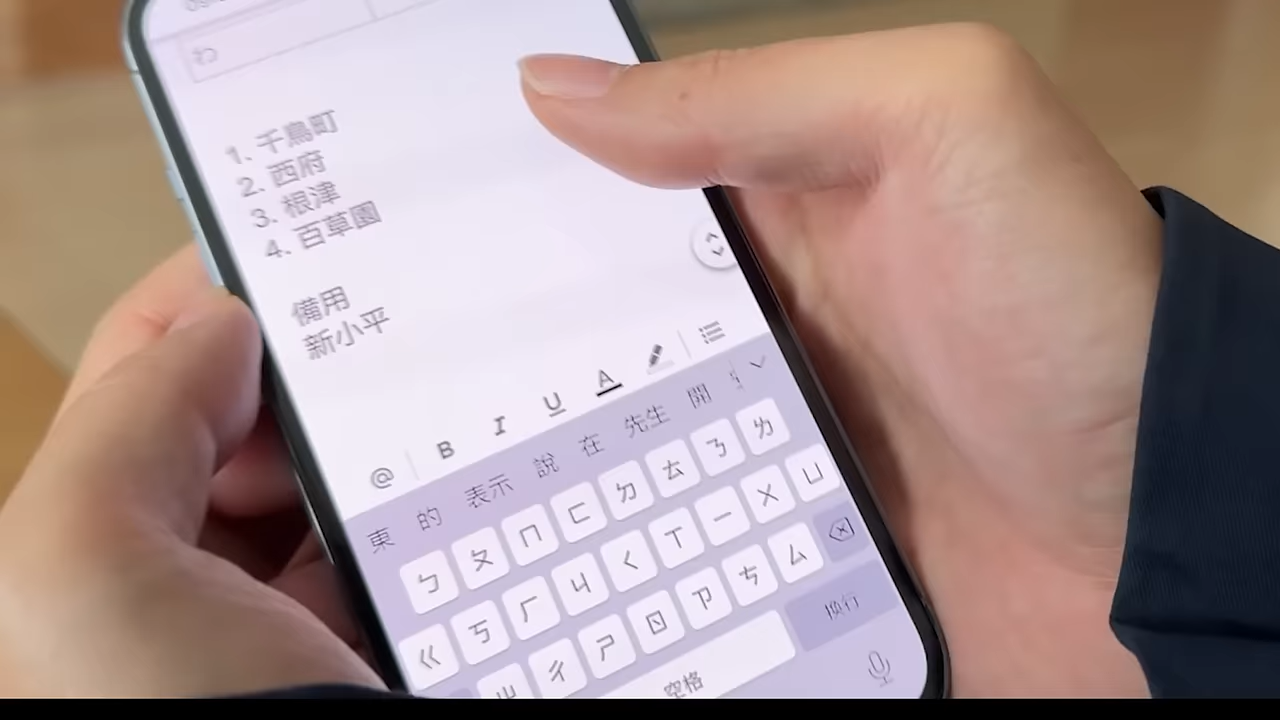 わ
1. 千鳥町
2. 西府
3. 根津
4. 百草園
備用
新小平
@ B I U A
東 的 表示 說 在 先生 開
ㄅ ㄆ ㄇ ㄈ ㄉ ㄊ ㄋ ㄌ
ㄍ ㄎ ㄏ ㄐ ㄑ ㄒ ㄧ ㄨ ㄩ
ㄓ ㄔ ㄕ ㄖ ㄗ ㄘ ㄙ
空格 換行